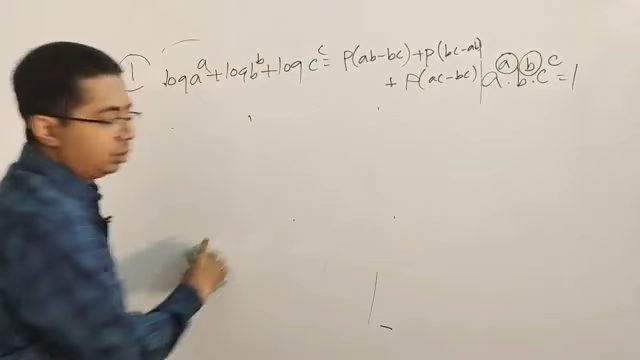 ① log a^a + log b^b + log c^c = P(ab-bc) + P(bc-ab)
+ P(ac-bc) | a^a . b^b . c^c = 1